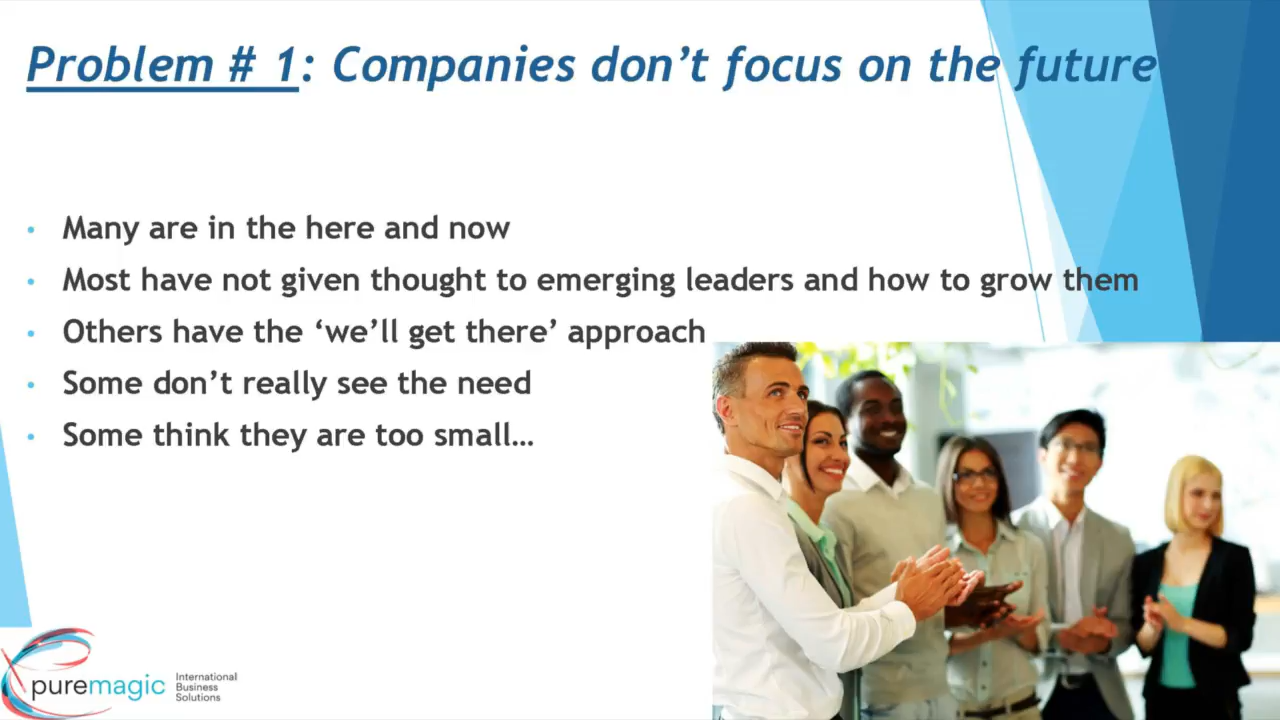 Problem # 1: Companies don’t focus on the future
• Many are in the here and now
• Most have not given thought to emerging leaders and how to grow them
• Others have the ‘we’ll get there’ approach
• Some don’t really see the need
• Some think they are too small…
puremagic
International
Business
Solutions